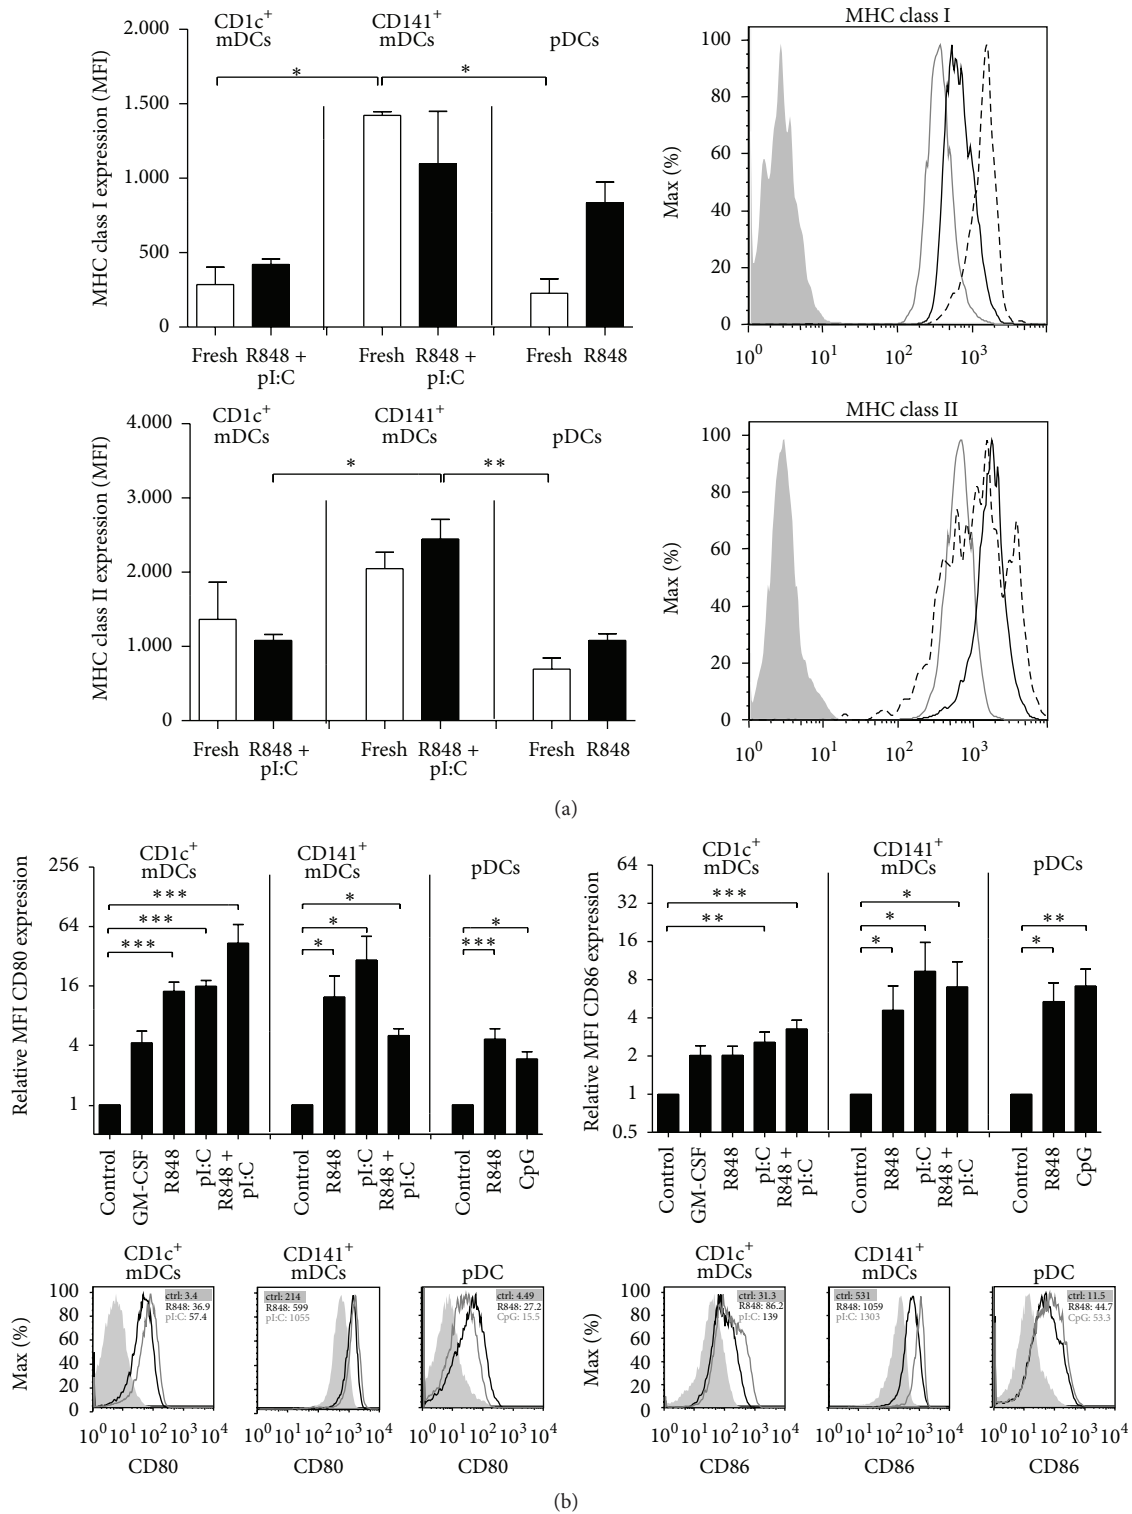 MHC class I expression (MFI)
2.000
1.500
1.000
500
0
CD1c+
mDCs
CD141+
mDCs
pDCs
*
*
Fresh R848 + pI:C
Fresh R848 + pI:C
Fresh R848
MHC class I
Max (%)
100
80
60
40
20
0
10^0 10^1 10^2 10^3
MHC class II expression (MFI)
4.000
3.000
2.000
1.000
0
CD1c+
mDCs
CD141+
mDCs
pDCs
*
**
Fresh R848 + pI:C
Fresh R848 + pI:C
Fresh R848
MHC class II
Max (%)
100
80
60
40
20
0
10^0 10^1 10^2 10^3
(a)
Relative MFI CD80 expression
256
64
16
4
1
CD1c+
mDCs
CD141+
mDCs
pDCs
***
***
***
*
*
*
*
***
Control
GM-CSF
R848
pI:C
R848 + pI:C
Control
R848
pI:C
R848 + pI:C
Control
R848
CpG
Relative MFI CD86 expression
64
32
16
8
4
2
1
0.5
CD1c+
mDCs
CD141+
mDCs
pDCs
***
**
*
*
*
**
*
Control
GM-CSF
R848
pI:C
R848 + pI:C
Control
R848
pI:C
R848 + pI:C
Control
R848
CpG
Max (%)
100
80
60
40
20
0
CD1c+
mDCs
ctrl: 3.4
R848: 36.9
pI:C: 57.4
10^0 10^1 10^2 10^3 10^4
CD80
CD141+
mDCs
ctrl: 214
R848: 599
pI:C: 1055
10^0 10^1 10^2 10^3 10^4
CD80
pDC
ctrl: 4.49
R848: 27.2
CpG: 15.5
10^0 10^1 10^2 10^3 10^4
CD80
Max (%)
100
80
60
40
20
0
CD1c+
mDCs
ctrl: 31.3
R848: 86.2
pI:C: 139
10^0 10^1 10^2 10^3 10^4
CD86
CD141+
mDCs
ctrl: 531
R848: 1059
pI:C: 1303
10^0 10^1 10^2 10^3 10^4
CD86
pDC
ctrl: 11.5
R848: 44.7
CpG: 53.3
10^0 10^1 10^2 10^3 10^4
CD86
(b)